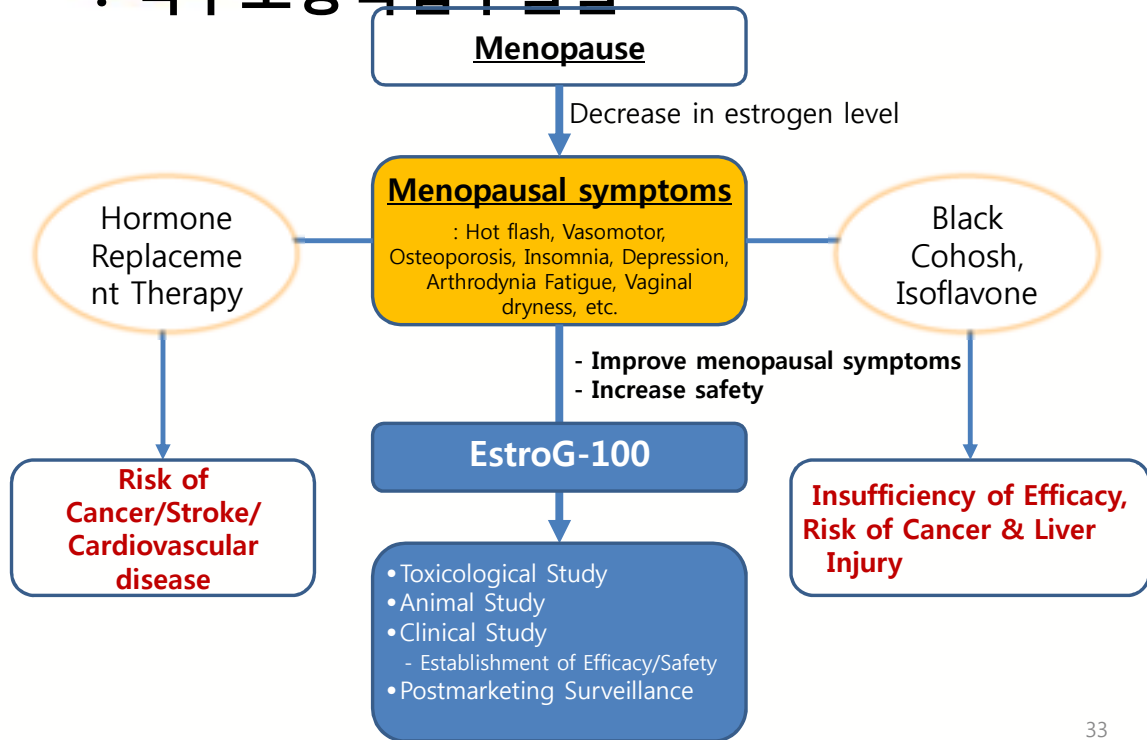 Menopause
Decrease in estrogen level
Menopausal symptoms
: Hot flash, Vasomotor,
Osteoporosis, Insomnia, Depression,
Arthrodynia Fatigue, Vaginal
dryness, etc.
Hormone
Replaceme
nt Therapy
Black
Cohosh,
Isoflavone
- Improve menopausal symptoms
- Increase safety
EstroG-100
Risk of
Cancer/Stroke/
Cardiovascular
disease
Insufficiency of Efficacy,
Risk of Cancer & Liver
Injury
•Toxicological Study
•Animal Study
•Clinical Study
- Establishment of Efficacy/Safety
•Postmarketing Surveillance
33